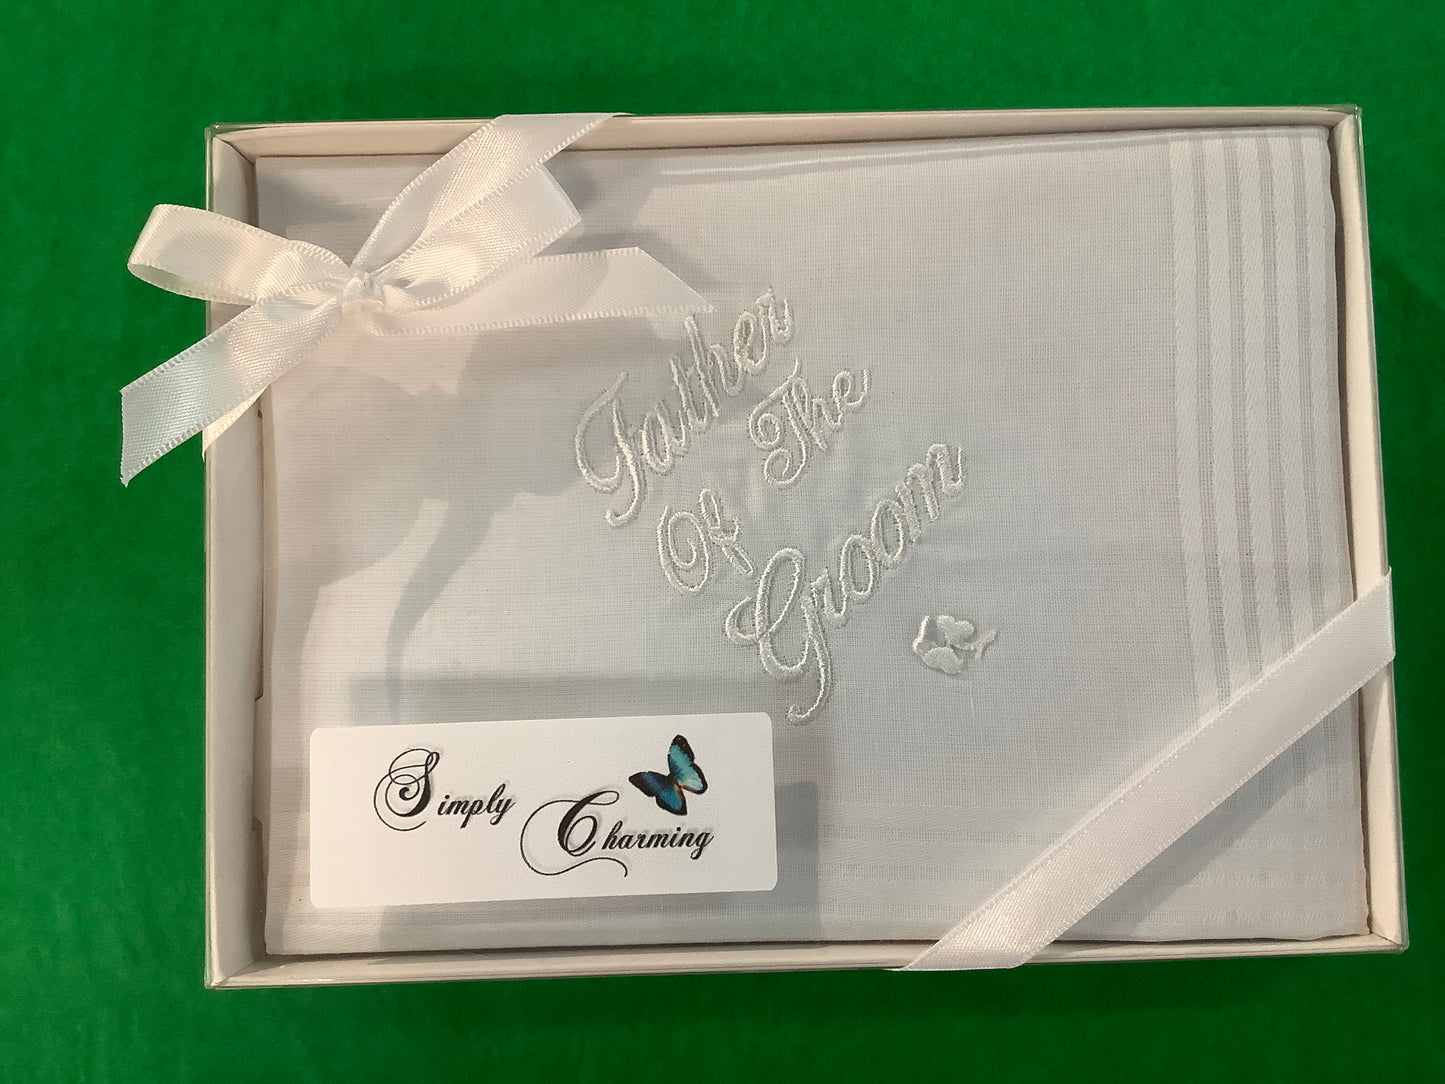 Father
Of The
Groom
Simply
Charming